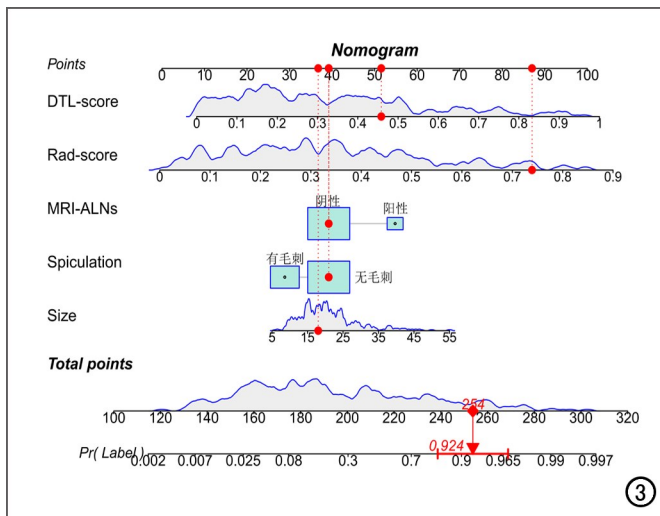 Nomogram
Points
0 10 20 30 40 50 60 70 80 90 100
DTL-score
0 0.1 0.2 0.3 0.4 0.5 0.6 0.7 0.8 0.9 1
Rad-score
0 0.1 0.2 0.3 0.4 0.5 0.6 0.7 0.8 0.9
MRI-ALNs
阴性 阳性
Spiculation
有毛刺 无毛刺
Size
5 15 25 35 45 55
Total points
254
100 120 140 160 180 200 220 240 260 280 300 320
0.924
Pr( Label )
0.002 0.007 0.025 0.08 0.3 0.7 0.9 0.965 0.99 0.997
③